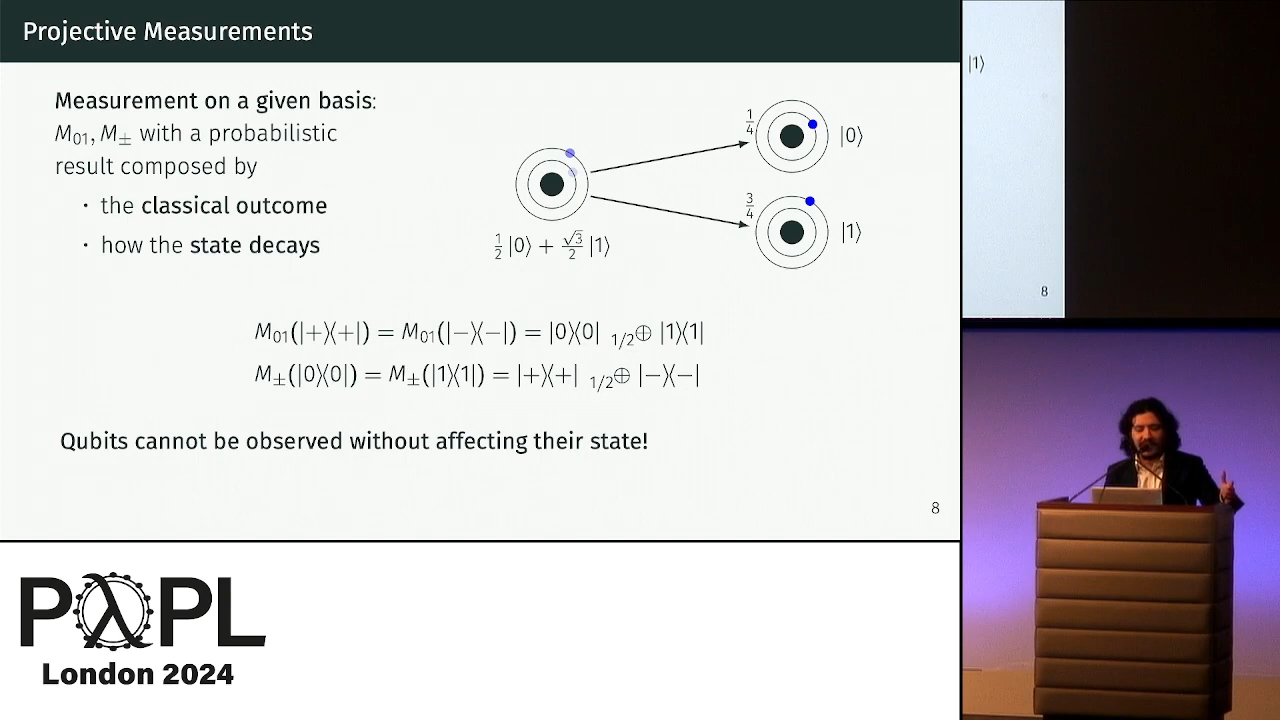 Projective Measurements
Measurement on a given basis:
M₀₁, M± with a probabilistic
result composed by
· the classical outcome
· how the state decays
1/2 |0⟩ + √3/2 |1⟩
1/4
|0⟩
3/4
|1⟩
M₀₁(|+⟩⟨+|) = M₀₁(|−⟩⟨−|) = |0⟩⟨0| ₁/₂⊕ |1⟩⟨1|
M±(|0⟩⟨0|) = M±(|1⟩⟨1|) = |+⟩⟨+| ₁/₂⊕ |−⟩⟨−|
Qubits cannot be observed without affecting their state!
8
|1⟩
8
PλPL
London 2024